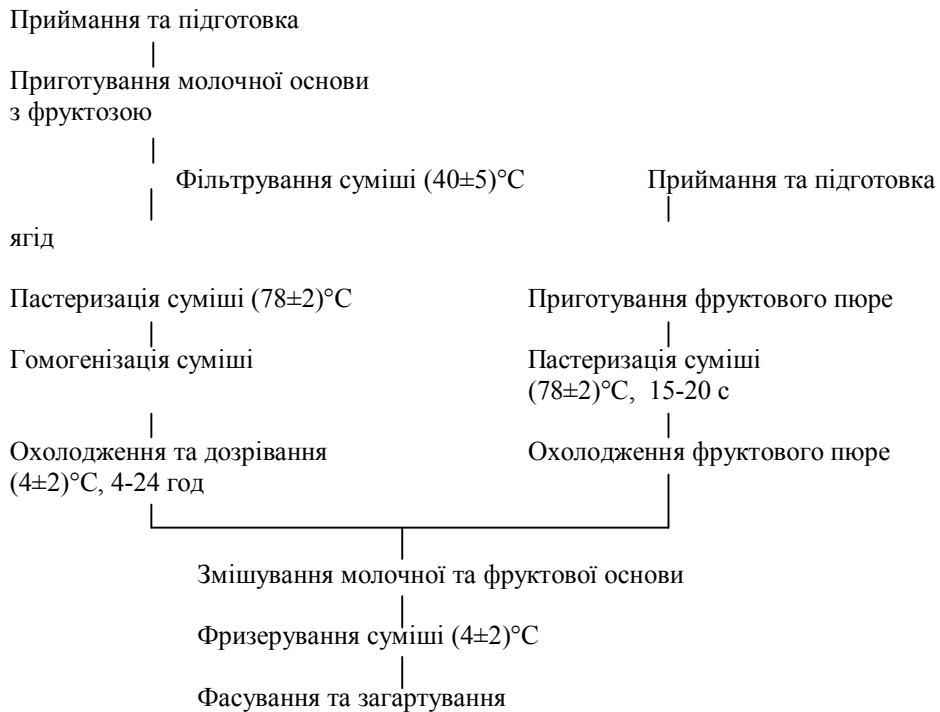 Приймання та підготовка
Приготування молочної основи
з фруктозою
Фільтрування суміші (40±5)°С Приймання та підготовка
ягід
Пастеризація суміші (78±2)°С Приготування фруктового пюре
Гомогенізація суміші Пастеризація суміші
(78±2)°С, 15-20 с
Охолодження та дозрівання Охолодження фруктового пюре
(4±2)°С, 4-24 год
Змішування молочної та фруктової основи
Фризерування суміші (4±2)°С
Фасування та загартування